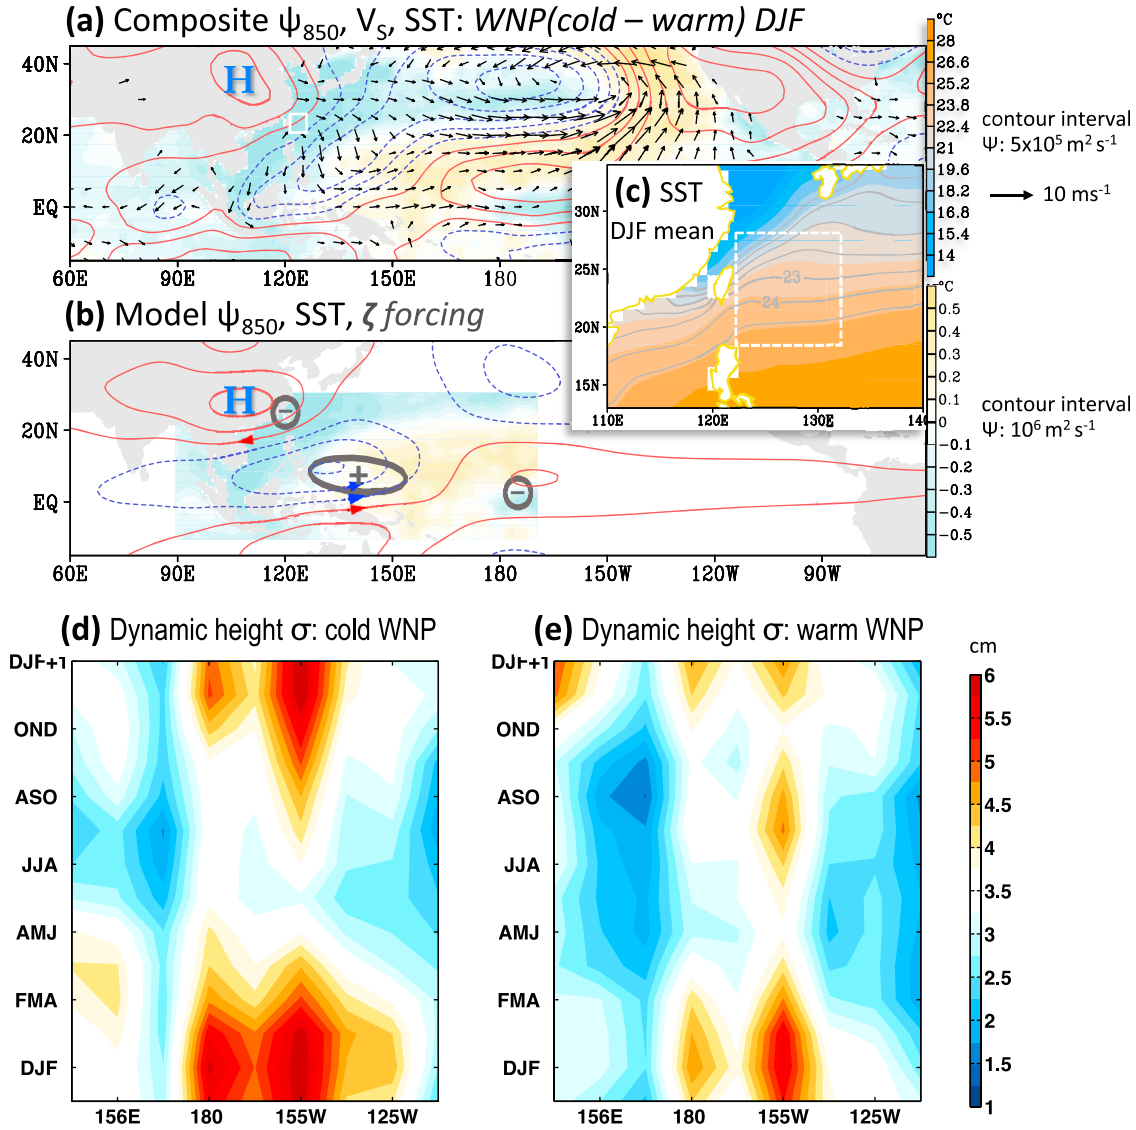 (a) Composite ψ850, VS, SST: WNP(cold – warm) DJF
40N
20N
EQ
H
60E 90E 120E 150E 180
°C
28
26.6
25.2
23.8
22.4
21
19.6
18.2
16.8
15.4
14
contour interval
Ψ: 5x10⁵ m² s⁻¹
10 ms⁻¹
(c) SST
DJF mean
30N
25N
20N
15N
23
24
110E 120E 130E 140
(b) Model ψ850, SST, ζ forcing
40N
20N
EQ
H
−
+
−
60E 90E 120E 150E 180 150W 120W 90W
°C
0.5
0.4
0.3
0.2
0.1
0
−0.1
−0.2
−0.3
−0.4
−0.5
contour interval
Ψ: 10⁶ m² s⁻¹
(d) Dynamic height σ: cold WNP
DJF+1
OND
ASO
JJA
AMJ
FMA
DJF
156E 180 155W 125W
(e) Dynamic height σ: warm WNP
DJF+1
OND
ASO
JJA
AMJ
FMA
DJF
156E 180 155W 125W
cm
6
5.5
5
4.5
4
3.5
3
2.5
2
1.5
1